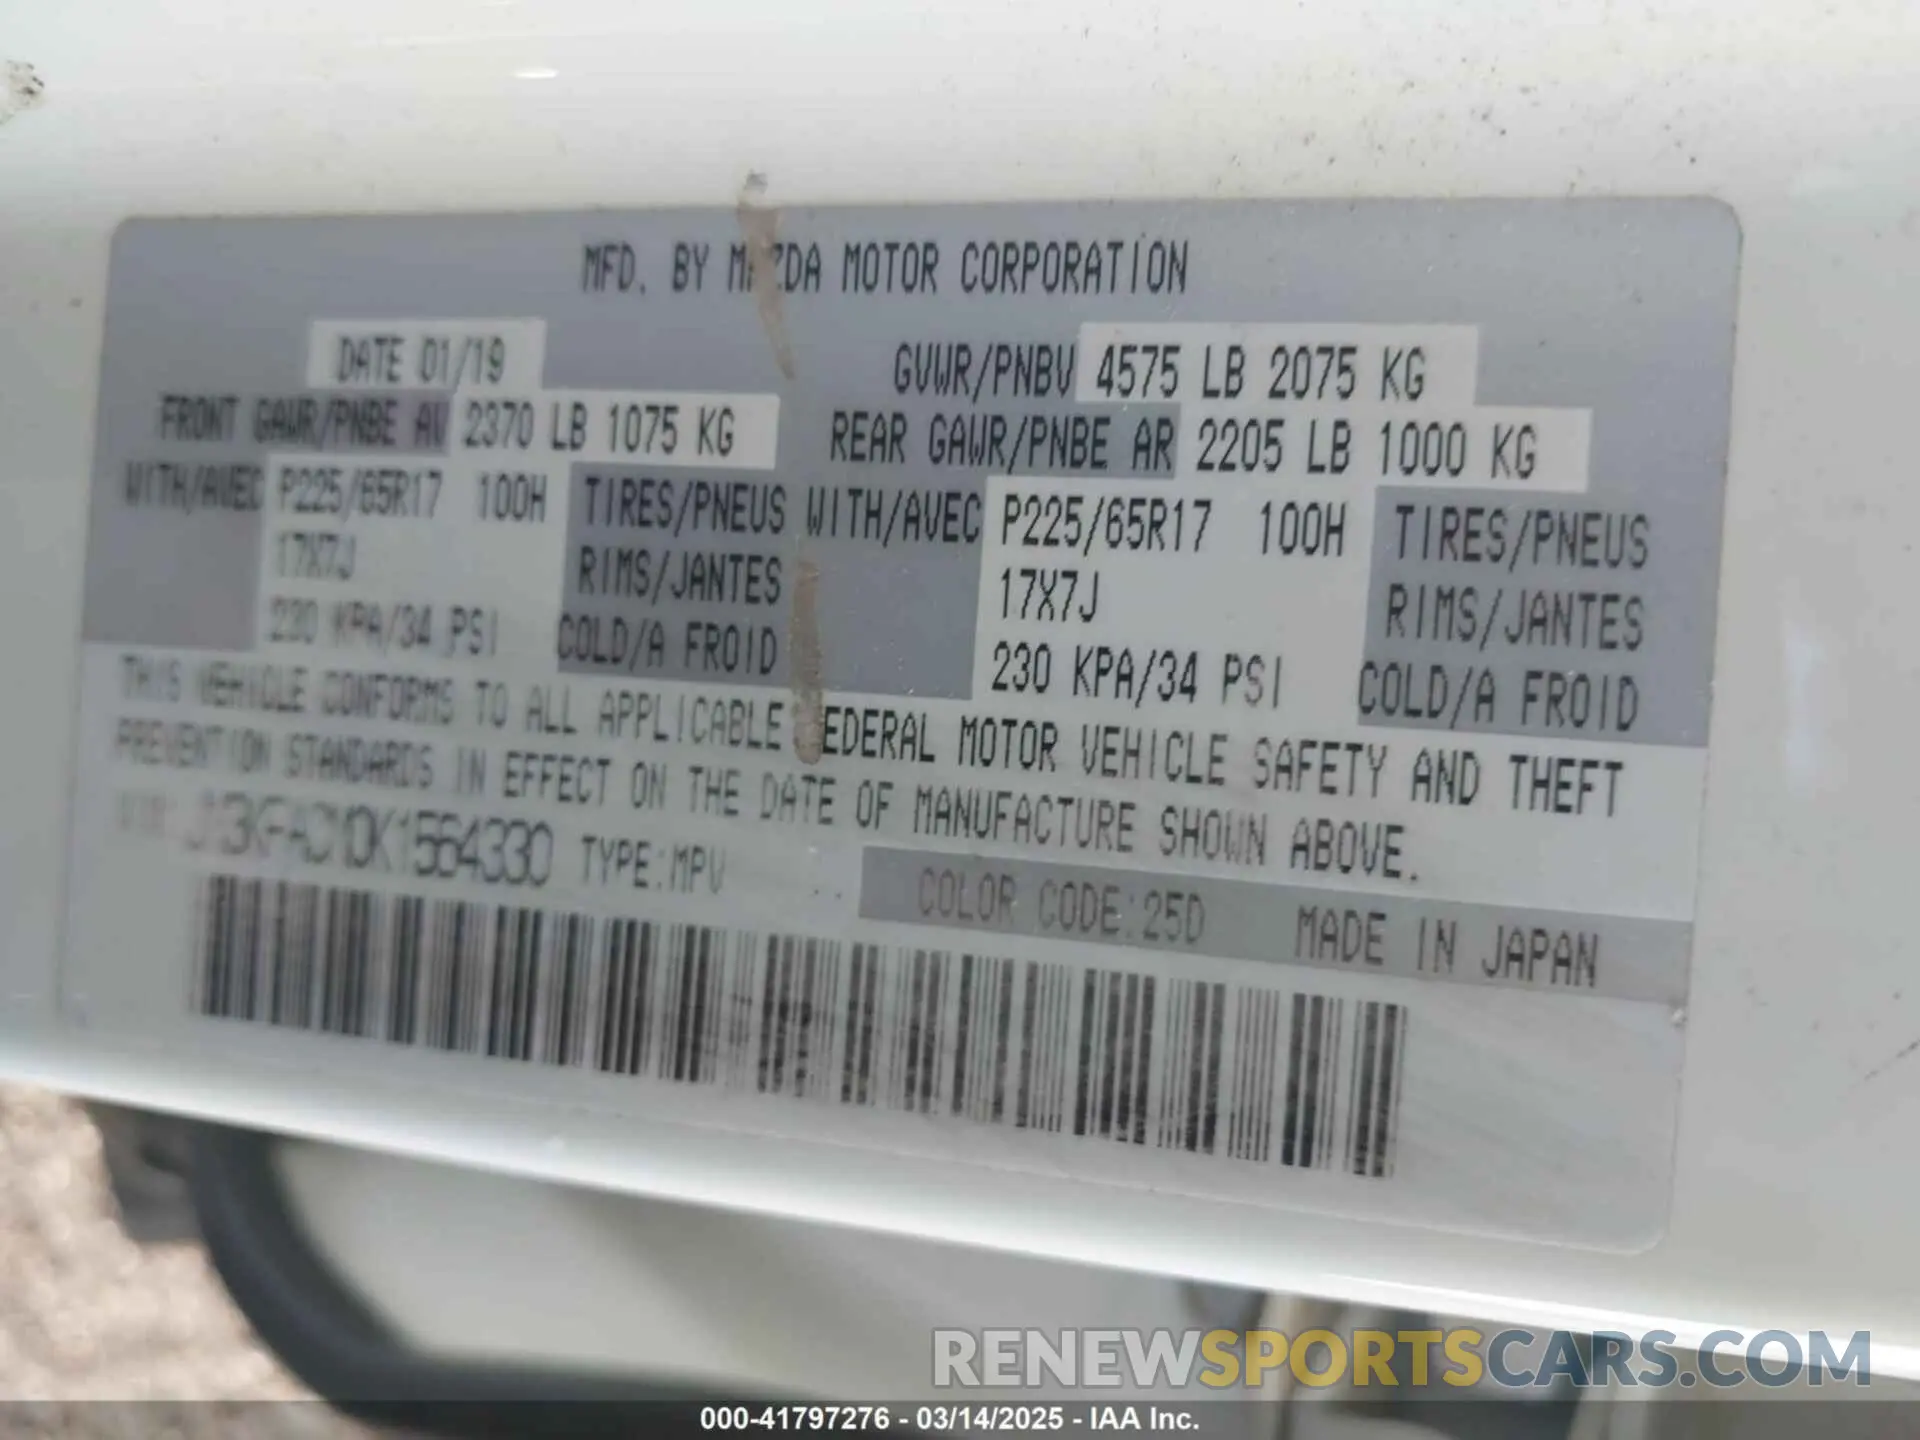 MFD. BY MAZDA MOTOR CORPORATION
DATE 01/19 GVWR/PNBV 4575 LB 2075 KG
FRONT GAWR/PNBE AV 2370 LB 1075 KG REAR GAWR/PNBE AR 2205 LB 1000 KG
WITH/AVEC P225/65R17 100H TIRES/PNEUS WITH/AVEC P225/65R17 100H TIRES/PNEUS
17X7J RIMS/JANTES 17X7J RIMS/JANTES
230 KPA/34 PSI COLD/A FROID 230 KPA/34 PSI COLD/A FROID
THIS VEHICLE CONFORMS TO ALL APPLICABLE FEDERAL MOTOR VEHICLE SAFETY AND THEFT
PREVENTION STANDARDS IN EFFECT ON THE DATE OF MANUFACTURE SHOWN ABOVE.
VIN: TYPE:MPV
COLOR CODE:25D MADE IN JAPAN
RENEWSPORTSCARS.COM
000-41797276 - 03/14/2025 - IAA Inc.